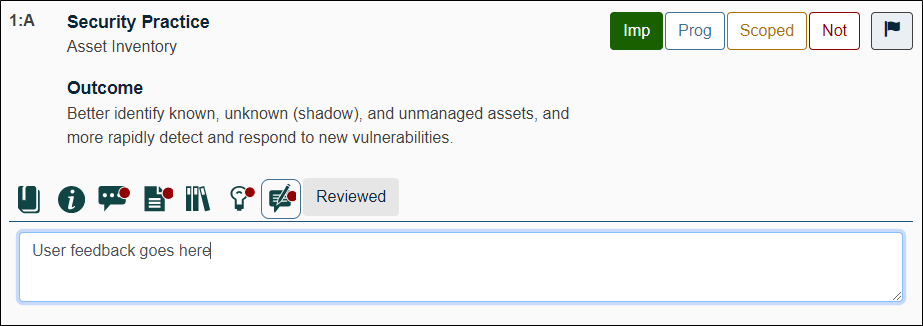 1:A Security Practice Imp Prog Scoped Not
Asset Inventory
Outcome
Better identify known, unknown (shadow), and unmanaged assets, and
more rapidly detect and respond to new vulnerabilities.
Reviewed
User feedback goes here